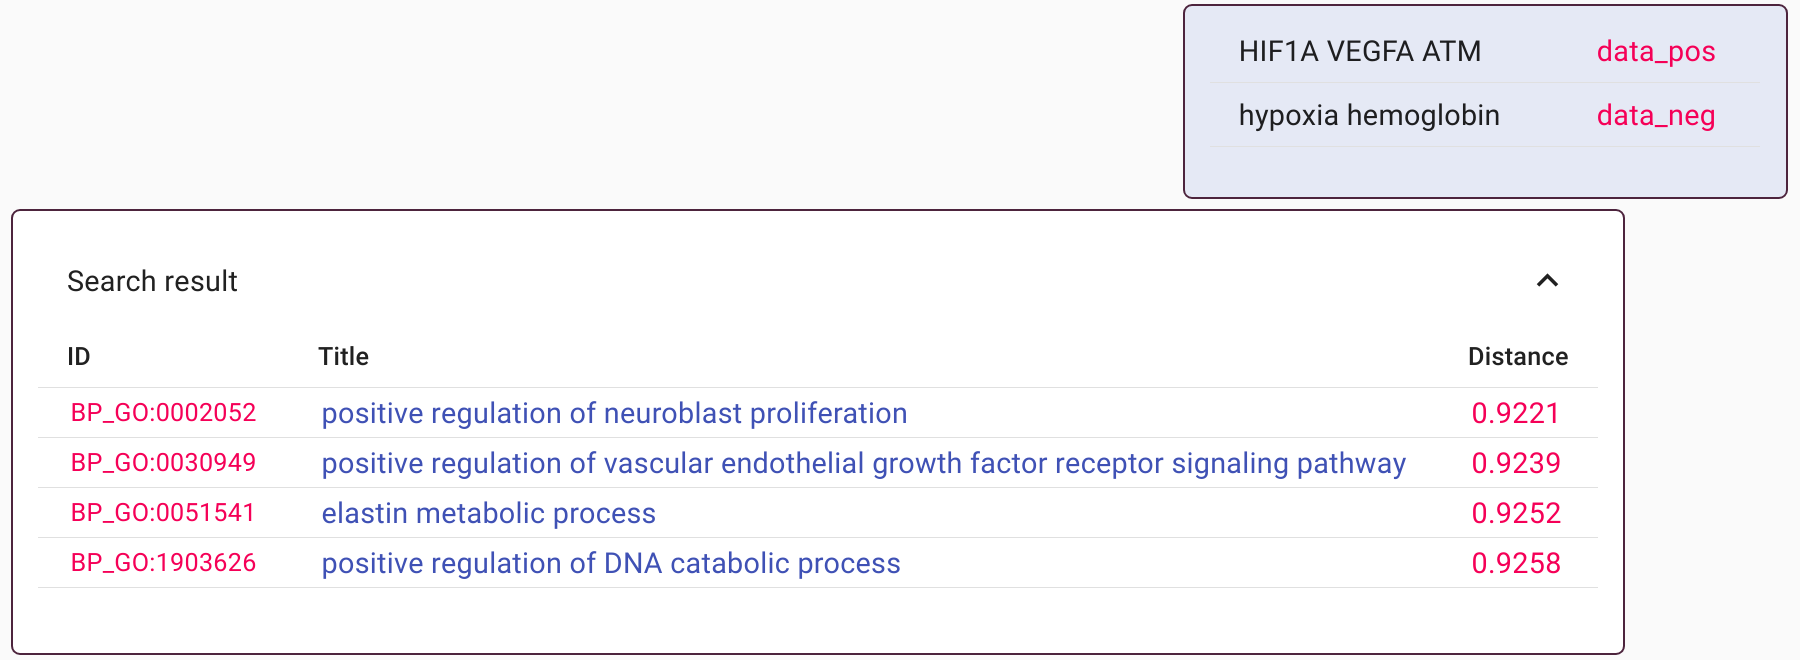 HIF1A VEGFA ATM data_pos
hypoxia hemoglobin data_neg
Search result
ID Title Distance
BP_GO:0002052 positive regulation of neuroblast proliferation 0.9221
BP_GO:0030949 positive regulation of vascular endothelial growth factor receptor signaling pathway 0.9239
BP_GO:0051541 elastin metabolic process 0.9252
BP_GO:1903626 positive regulation of DNA catabolic process 0.9258